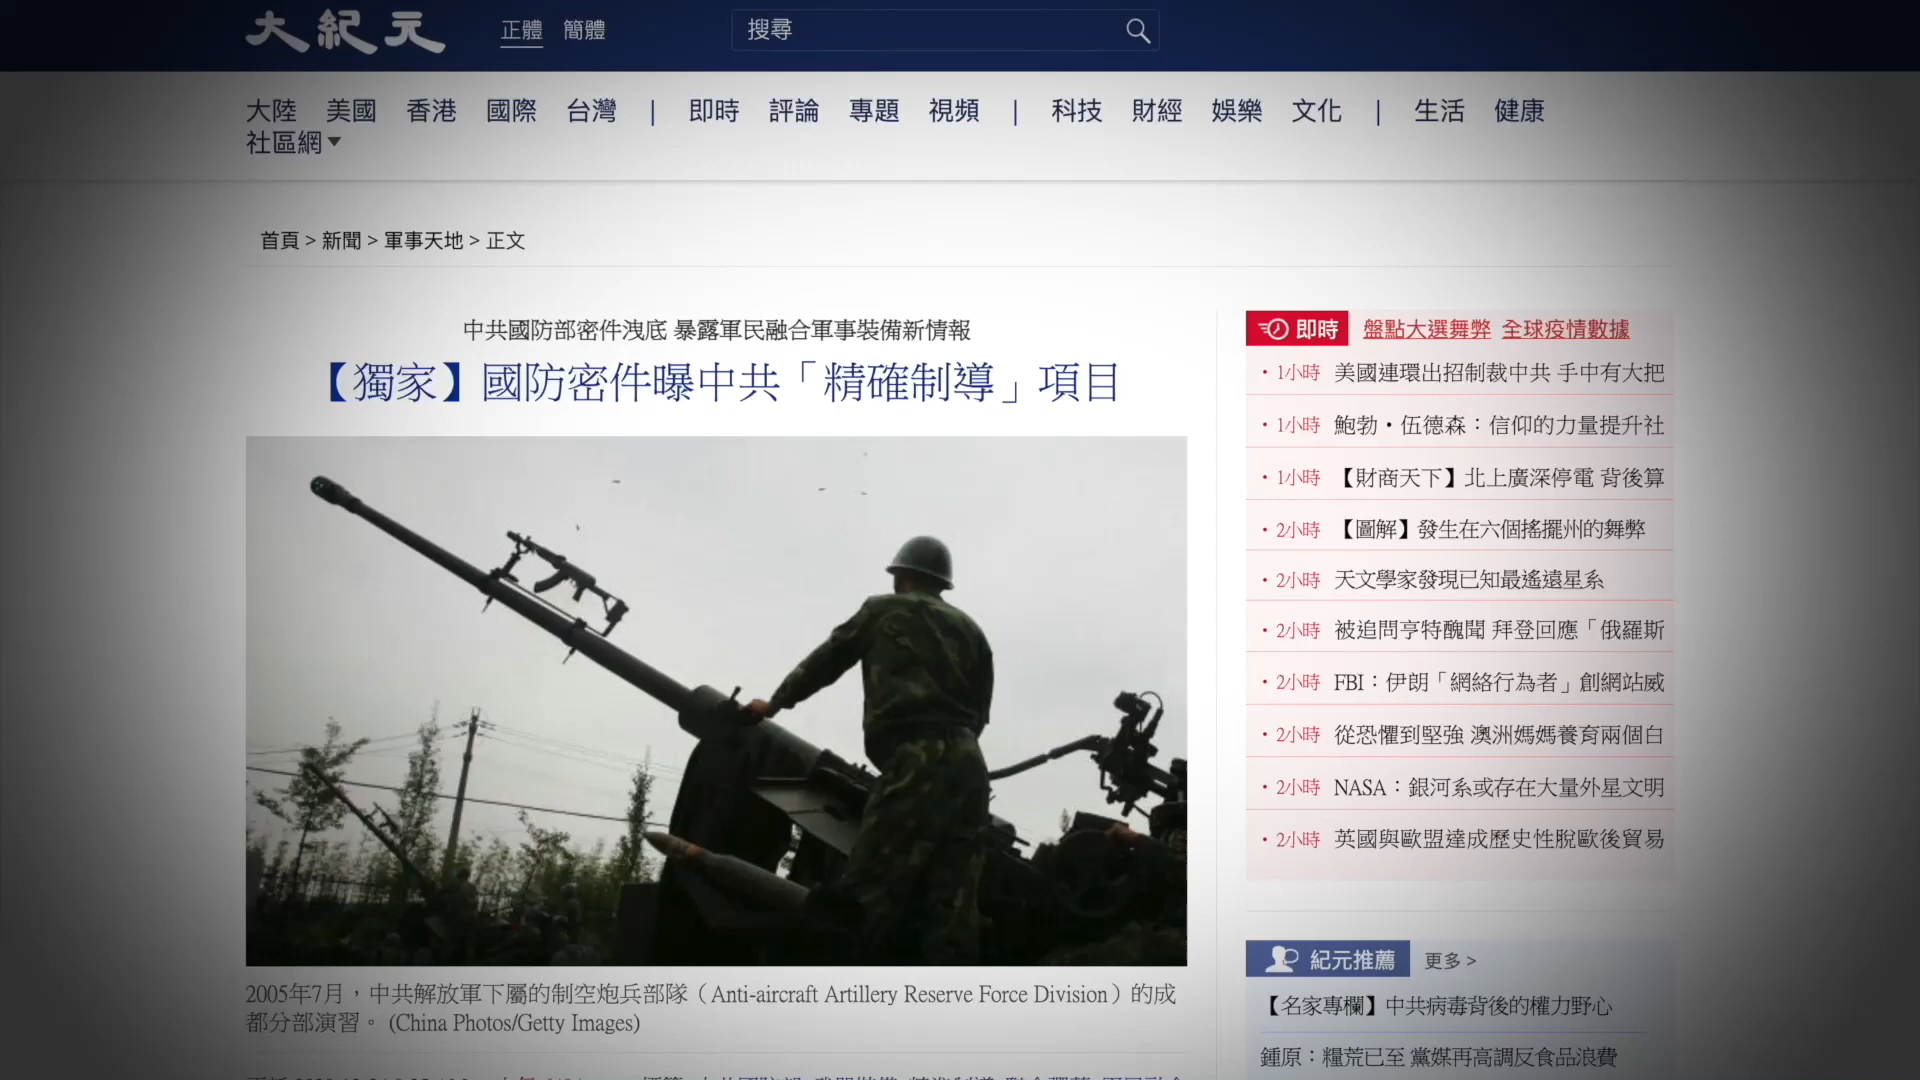 大紀元
正體 簡體
搜尋
大陸 美國 香港 國際 台灣 | 即時 評論 專題 視頻 | 科技 財經 娛樂 文化 | 生活 健康
社區網
首頁 > 新聞 > 軍事天地 > 正文
中共國防部密件洩底 暴露軍民融合軍事裝備新情報
【獨家】國防密件曝中共「精確制導」項目
2005年7月，中共解放軍下屬的制空炮兵部隊（Anti-aircraft Artillery Reserve Force Division）的成
都分部演習。 (China Photos/Getty Images)
即時 盤點大選舞弊 全球疫情數據
・1小時 美國連環出招制裁中共 手中有大把
・1小時 鮑勃・伍德森：信仰的力量提升社
・1小時 【財商天下】北上廣深停電 背後算
・2小時 【圖解】發生在六個搖擺州的舞弊
・2小時 天文學家發現已知最遙遠星系
・2小時 被追問亨特醜聞 拜登回應「俄羅斯
・2小時 FBI：伊朗「網絡行為者」創網站威
・2小時 從恐懼到堅強 澳洲媽媽養育兩個白
・2小時 NASA：銀河系或存在大量外星文明
・2小時 英國與歐盟達成歷史性脫歐後貿易
紀元推薦 更多 >
【名家專欄】中共病毒背後的權力野心
鍾原：糧荒已至 黨媒再高調反食品浪費